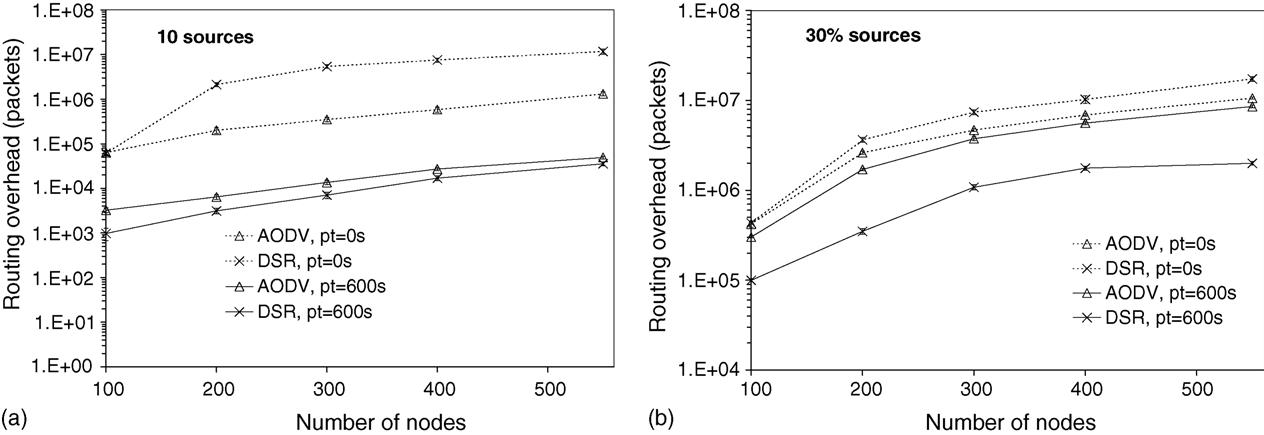 10 sources
Routing overhead (packets)
1.E+08
1.E+07
1.E+06
1.E+05
1.E+04
1.E+03
1.E+02
1.E+01
1.E+00
AODV, pt=0s
DSR, pt=0s
AODV, pt=600s
DSR, pt=600s
100 200 300 400 500
Number of nodes
(a)
30% sources
Routing overhead (packets)
1.E+08
1.E+07
1.E+06
1.E+05
1.E+04
AODV, pt=0s
DSR, pt=0s
AODV, pt=600s
DSR, pt=600s
100 200 300 400 500
Number of nodes
(b)